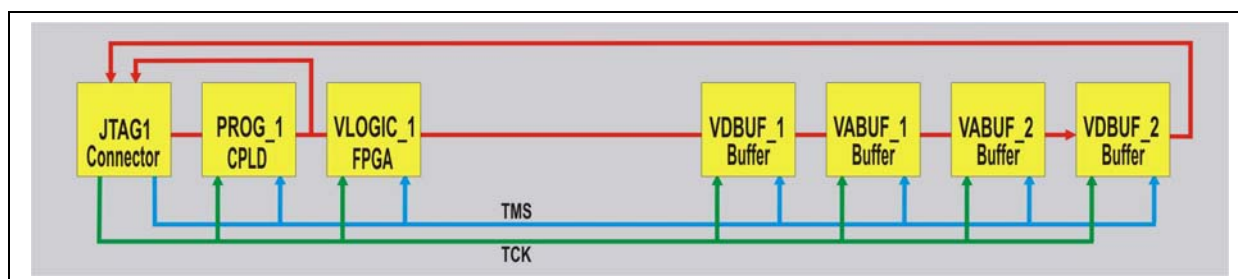 JTAG1
Connector
PROG_1
CPLD
VLOGIC_1
FPGA
VDBUF_1
Buffer
VABUF_1
Buffer
VABUF_2
Buffer
VDBUF_2
Buffer
TMS
TCK